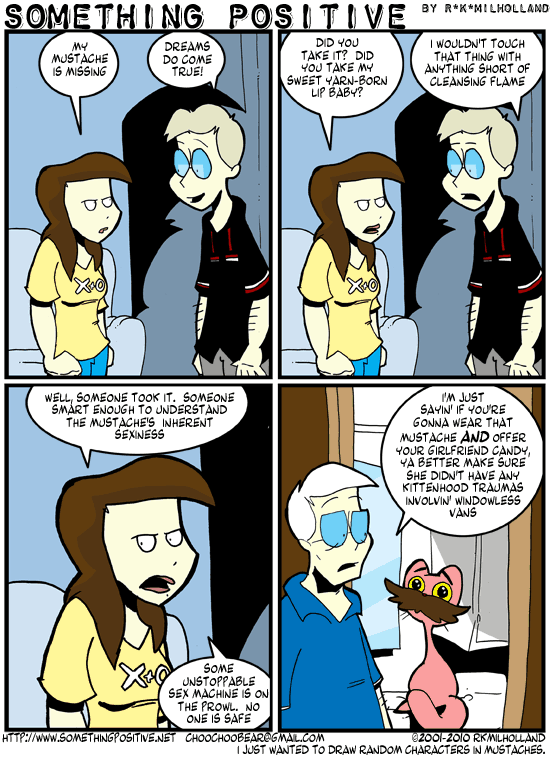 SOMETHING POSITIVE BY R*K*MILHOLLAND
MY
MUSTACHE
IS MISSING
DREAMS
DO COME
TRUE!
DID YOU
TAKE IT? DID
YOU TAKE MY
SWEET YARN-BORN
LIP BABY?
I WOULDN'T TOUCH
THAT THING WITH
ANYTHING SHORT OF
CLEANSING FLAME
X+O
X+O
WELL, SOMEONE TOOK IT. SOMEONE
SMART ENOUGH TO UNDERSTAND
THE MUSTACHE'S INHERENT
SEXINESS
X+O
SOME
UNSTOPPABLE
SEX MACHINE IS ON
THE PROWL. NO
ONE IS SAFE
I'M JUST
SAYIN' IF YOU'RE
GONNA WEAR THAT
MUSTACHE AND OFFER
YOUR GIRLFRIEND CANDY,
YA BETTER MAKE SURE
SHE DIDN'T HAVE ANY
KITTENHOOD TRAUMAS
INVOLVIN' WINDOWLESS
VANS
HTTP://WWW.SOMETHINGPOSITIVE.NET CHOOCHOOBEAR@GMAIL.COM ©2001-2010 RKMILHOLLAND
I JUST WANTED TO DRAW RANDOM CHARACTERS IN MUSTACHES.